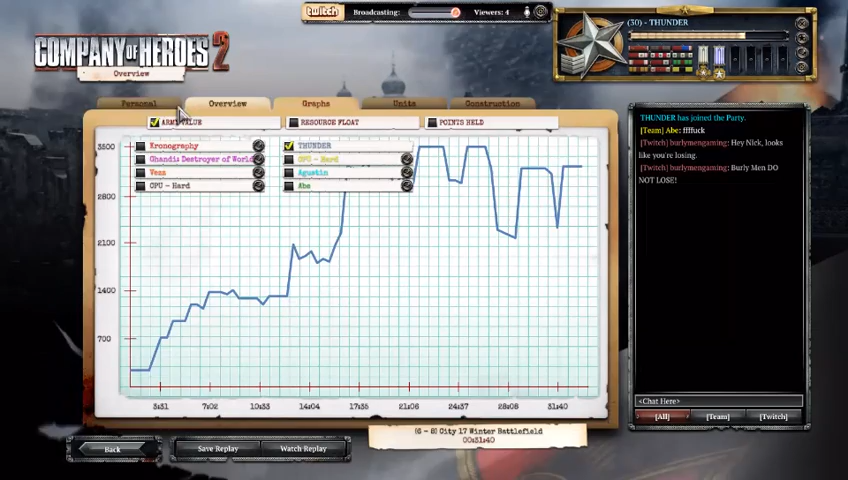 twitch Broadcasting: Viewers: 4
COMPANY OF HEROES 2
Overview
(30) - THUNDER
Personal Overview Graphs Units Construction
ARMY VALUE RESOURCE FLOAT POINTS HELD
Kronography THUNDER
Ghandi: Destroyer of World CPU - Hard
Vezn Agustin
CPU - Hard Abe
3500
2800
2100
1400
700
3:31 7:02 10:33 14:04 17:35 21:06 24:37 28:08 31:40
(6 - 8) City 17 Winter Battlefield
00:31:40
Back Save Replay Watch Replay
THUNDER has joined the Party.
[Team] Abe: ffffuck
[Twitch] burlymengaming: Hey Nick, looks
like you're losing.
[Twitch] burlymengaming: Burly Men DO
NOT LOSE!
<Chat Here>
[All] [Team] [Twitch]